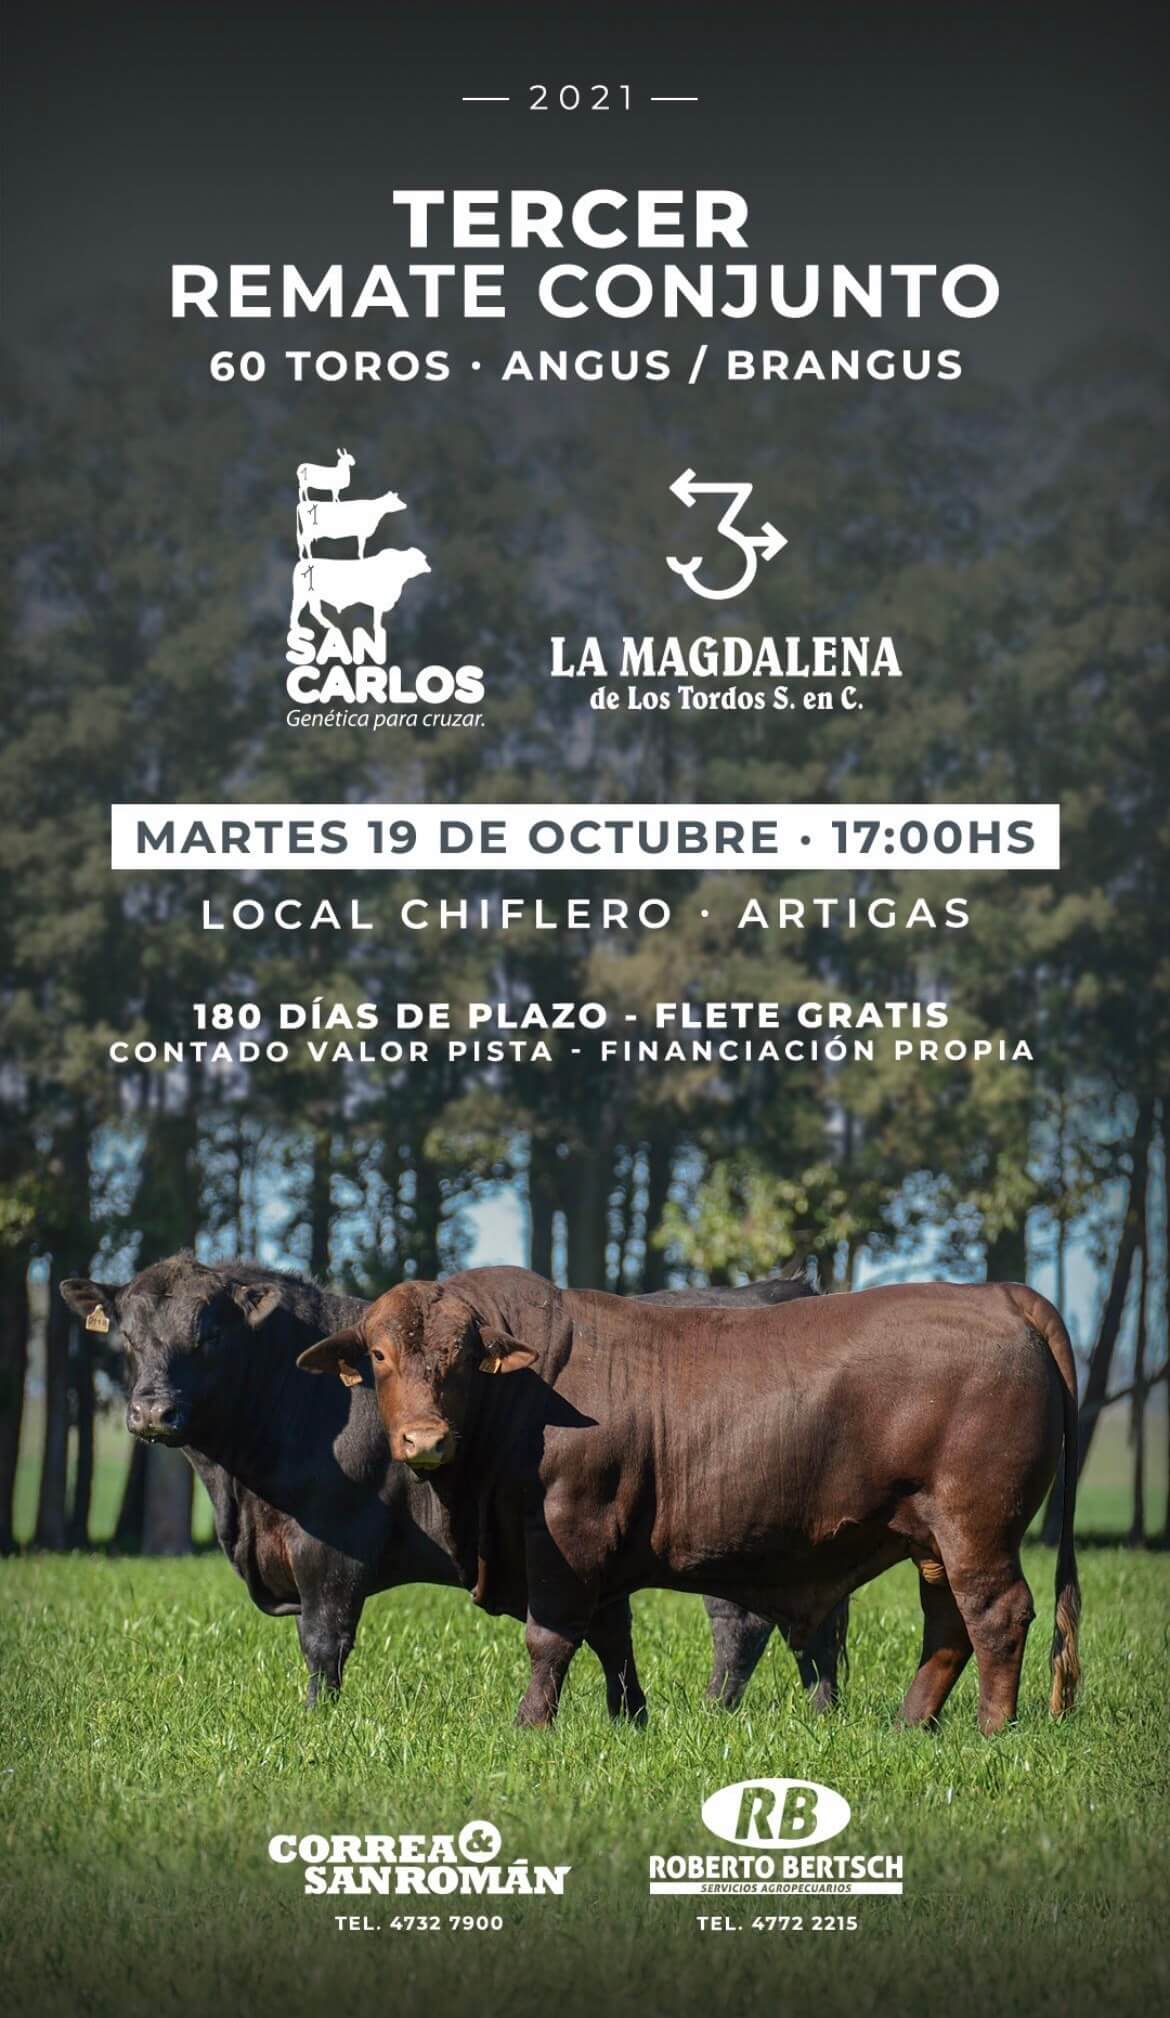 2021
TERCER
REMATE CONJUNTO
60 TOROS · ANGUS / BRANGUS
SAN
CARLOS
Genética para cruzar.
LA MAGDALENA
de Los Tordos S. en C.
MARTES 19 DE OCTUBRE · 17:00HS
LOCAL CHIFLERO · ARTIGAS
180 DÍAS DE PLAZO - FLETE GRATIS
CONTADO VALOR PISTA - FINANCIACIÓN PROPIA
CORREA &
SANROMÁN
TEL. 4732 7900
RB
ROBERTO BERTSCH
SERVICIOS AGROPECUARIOS
TEL. 4772 2215